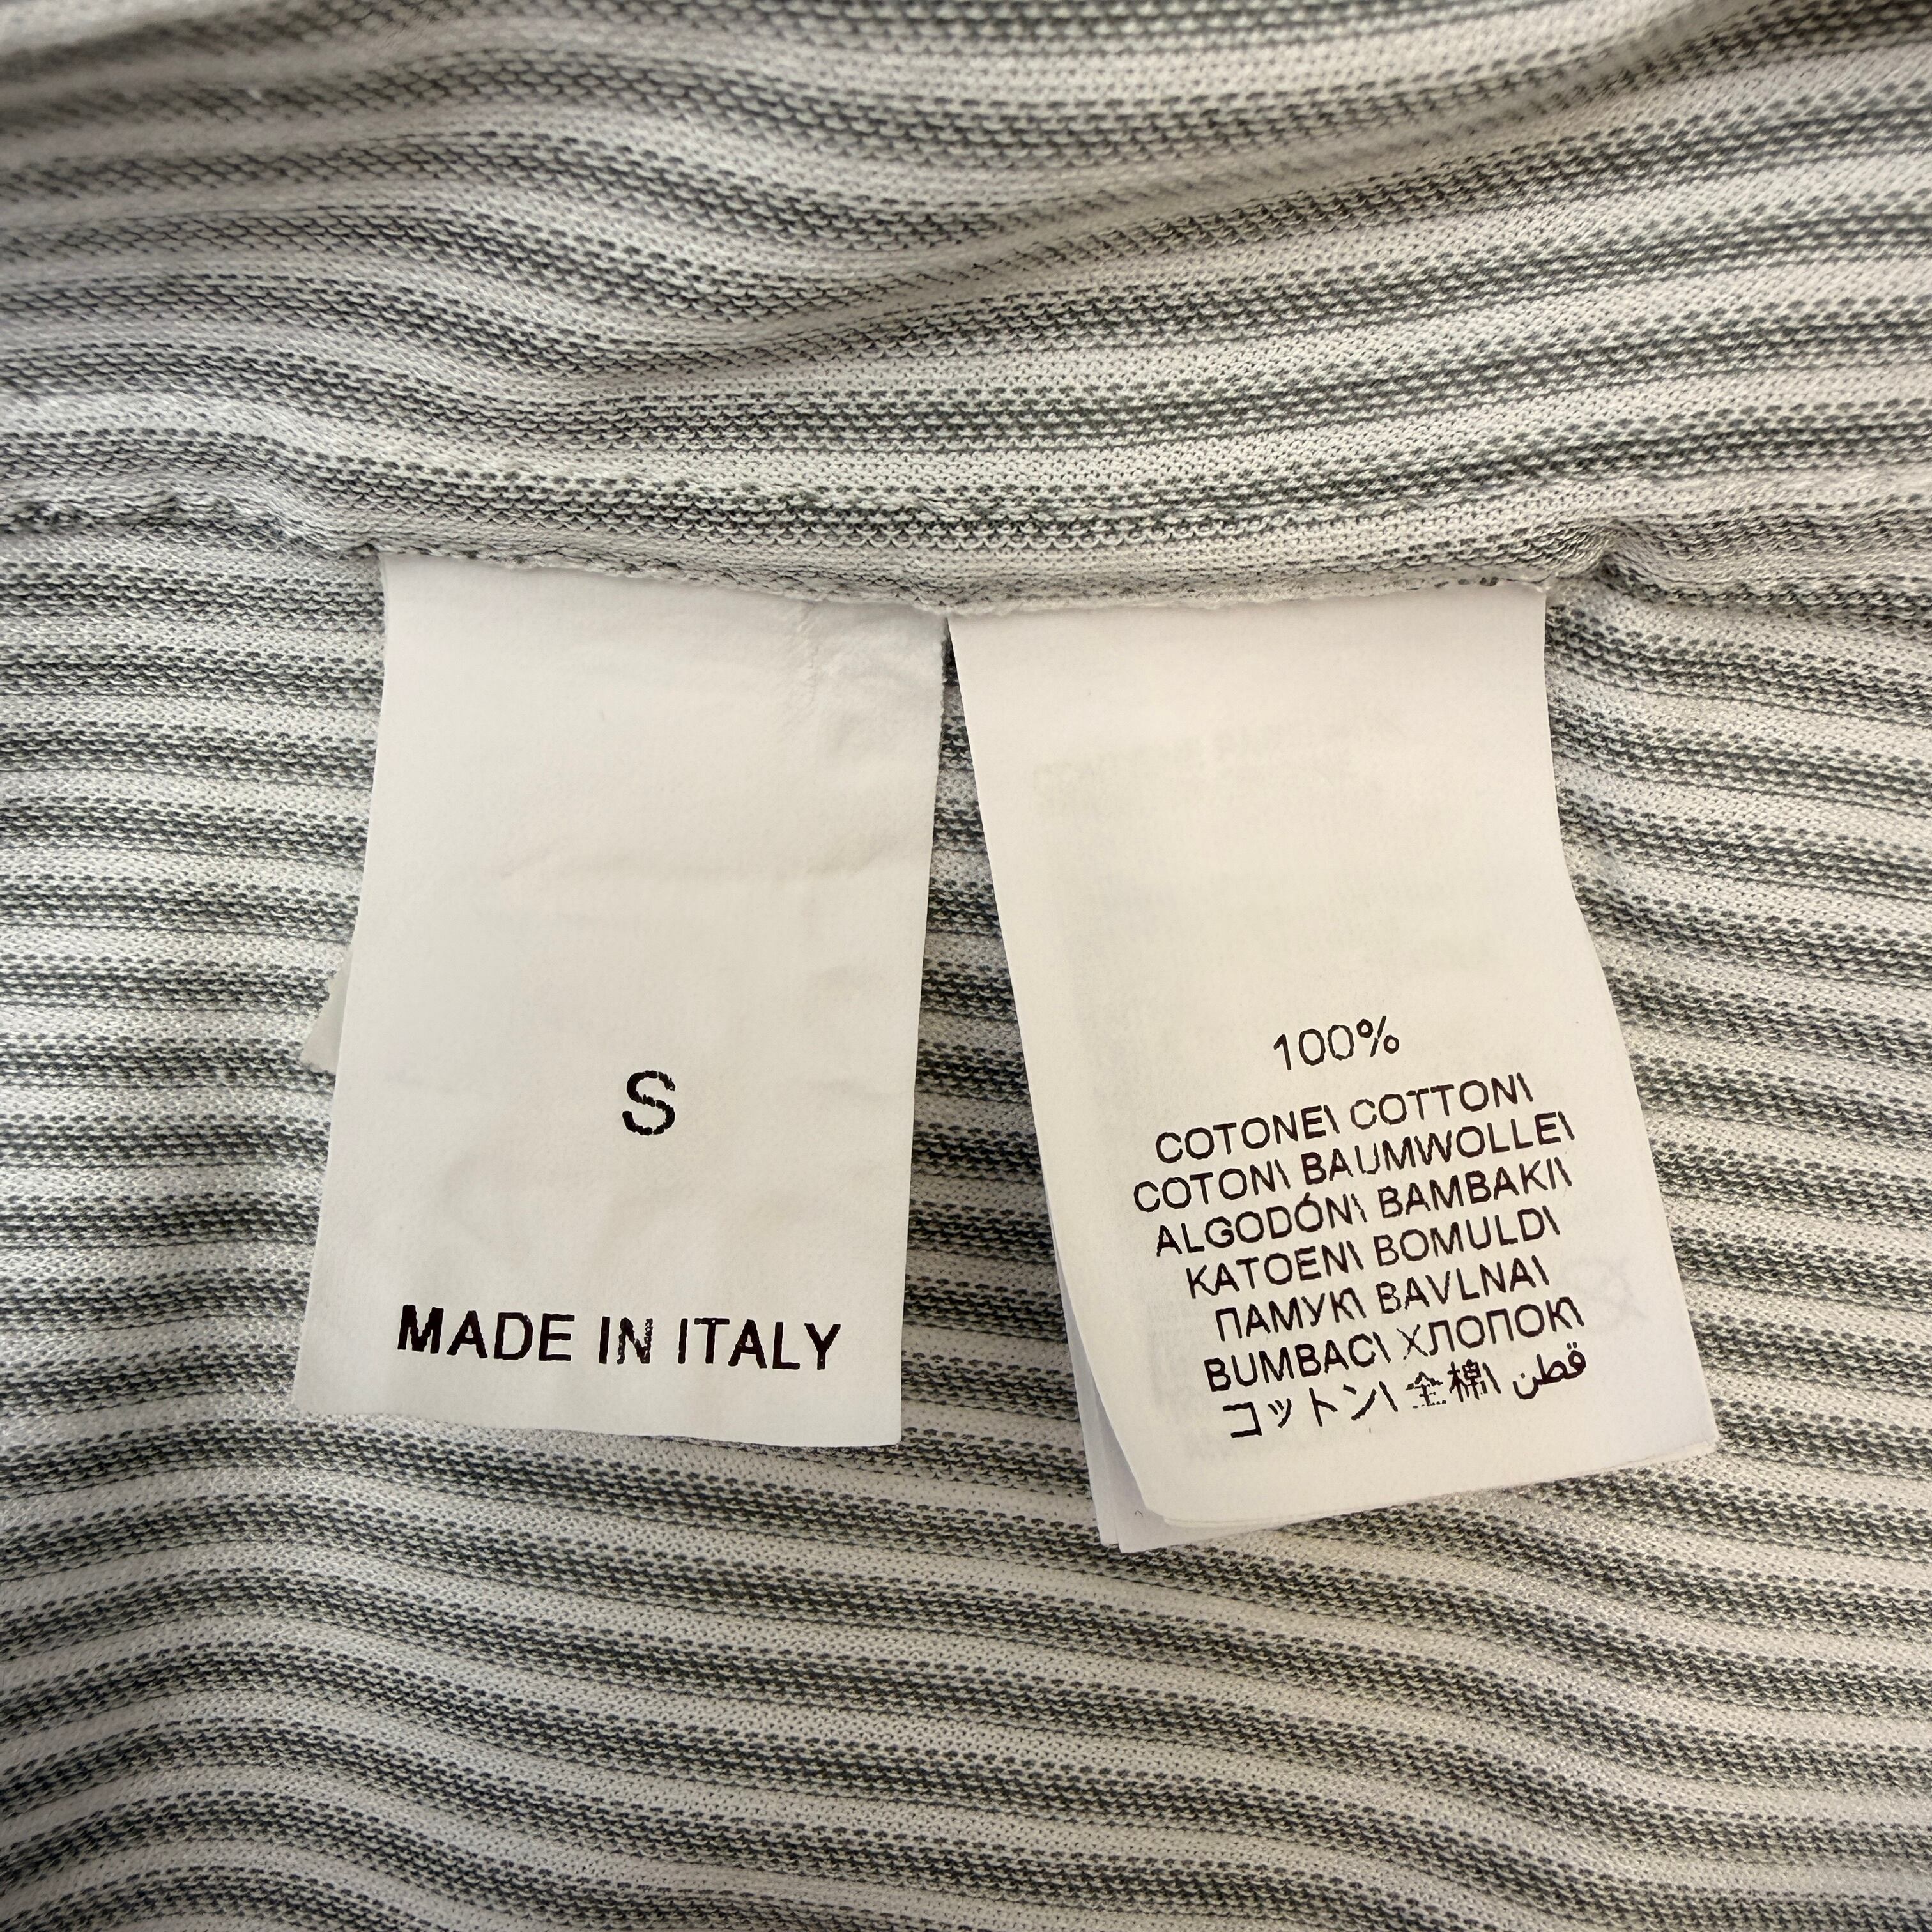 S
MADE IN ITALY
100%
COTONE\ COTTON\
COTON\ BAUMWOLLE\
ALGODÓN\ BAMBAKI\
KATOEN\ BOMULD\
ПАМУК\ BAVLNA\
BUMBAC\ ХЛОПОК\
コットン\ 全棉\ قطن